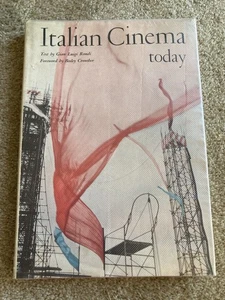 Italian Cinema
today
Text by Gian Luigi Rondi
Foreword by Bosley Crowther